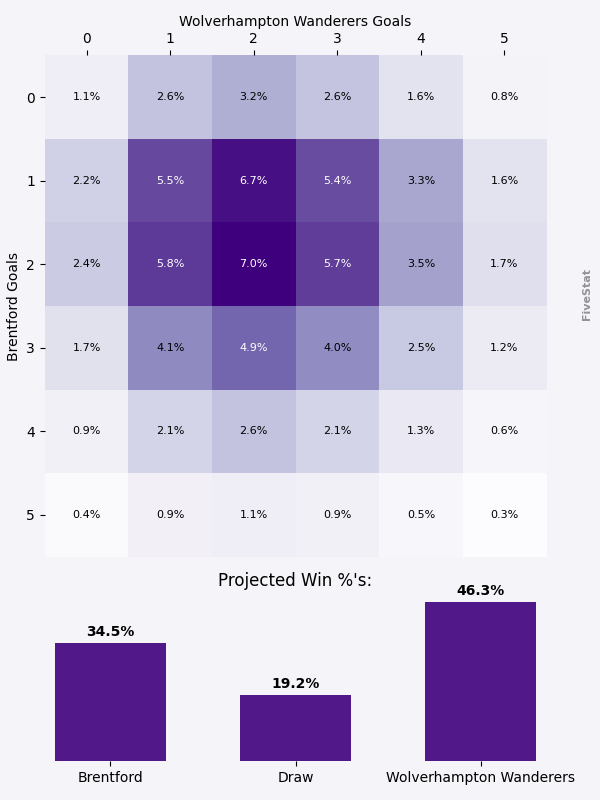 Wolverhampton Wanderers Goals
0 1 2 3 4 5
0 1.1% 2.6% 3.2% 2.6% 1.6% 0.8%
1 2.2% 5.5% 6.7% 5.4% 3.3% 1.6%
2 2.4% 5.8% 7.0% 5.7% 3.5% 1.7%
3 1.7% 4.1% 4.9% 4.0% 2.5% 1.2%
4 0.9% 2.1% 2.6% 2.1% 1.3% 0.6%
5 0.4% 0.9% 1.1% 0.9% 0.5% 0.3%
Brentford Goals
FiveStat
Projected Win %'s:
34.5% 19.2% 46.3%
Brentford Draw Wolverhampton Wanderers